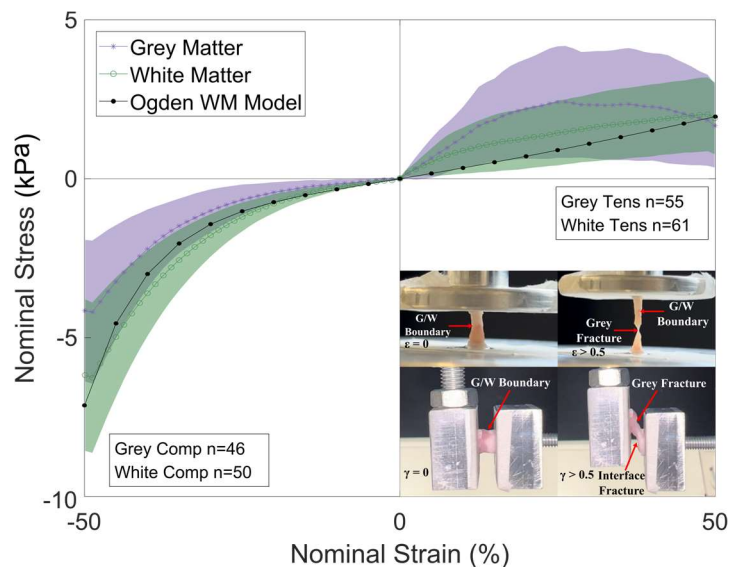 5
Grey Matter
White Matter
Ogden WM Model
0
-5
-10
Nominal Stress (kPa)
Grey Tens n=55
White Tens n=61
G/W
Boundary
ε = 0
G/W
Boundary
Grey
Fracture
ε > 0.5
G/W Boundary
γ = 0
Grey Fracture
γ > 0.5
Interface
Fracture
Grey Comp n=46
White Comp n=50
-50
0
50
Nominal Strain (%)